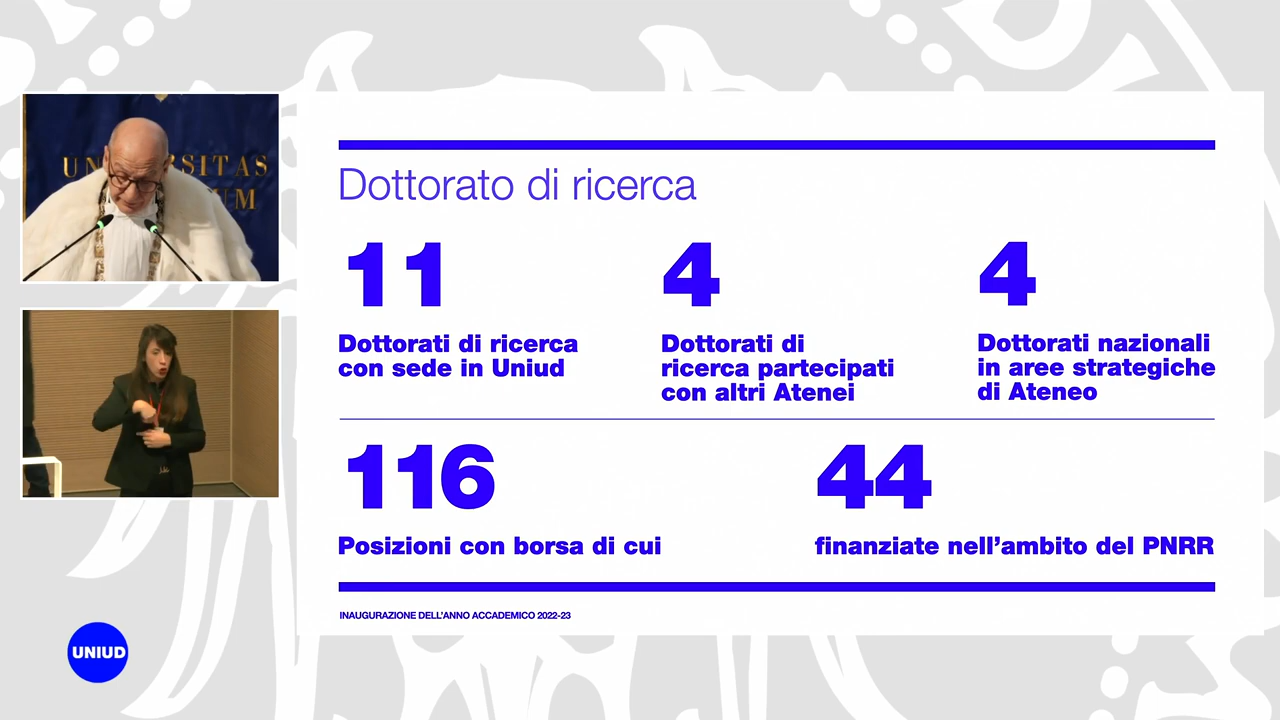 SITAS
UM
Dottorato di ricerca
11
Dottorati di ricerca
con sede in Uniud
4
Dottorati di
ricerca partecipati
con altri Atenei
4
Dottorati nazionali
in aree strategiche
di Ateneo
116
Posizioni con borsa di cui
44
finanziate nell’ambito del PNRR
INAUGURAZIONE DELL’ANNO ACCADEMICO 2022-23
UNIUD